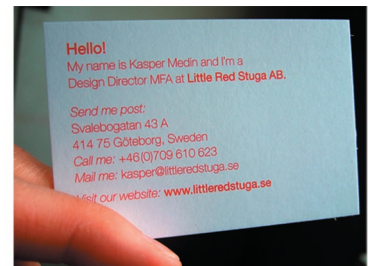 Hello!
My name is Kasper Medin and I'm a
Design Director MFA at Little Red Stuga AB.
Send me post:
Svalebogatan 43 A
414 75 Göteborg, Sweden
Call me: +46(0)709 610 623
Mail me: kasper@littleredstuga.se
Visit our website: www.littleredstuga.se